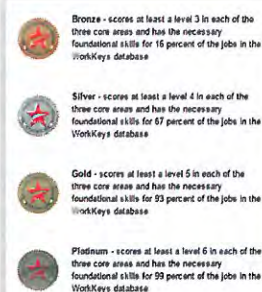 Bronze - scores at least a level 3 in each of the
three core areas and has the necessary
foundational skills for 16 percent of the jobs in the
WorkKeys database
Silver - scores at least a level 4 in each of the
three core areas and has the necessary
foundational skills for 67 percent of the jobs in the
WorkKeys database
Gold - scores at least a level 5 in each of the
three core areas and has the necessary
foundational skills for 93 percent of the jobs in the
WorkKeys database
Platinum - scores at least a level 6 in each of the
three core areas and has the necessary
foundational skills for 99 percent of the jobs in the
WorkKeys database